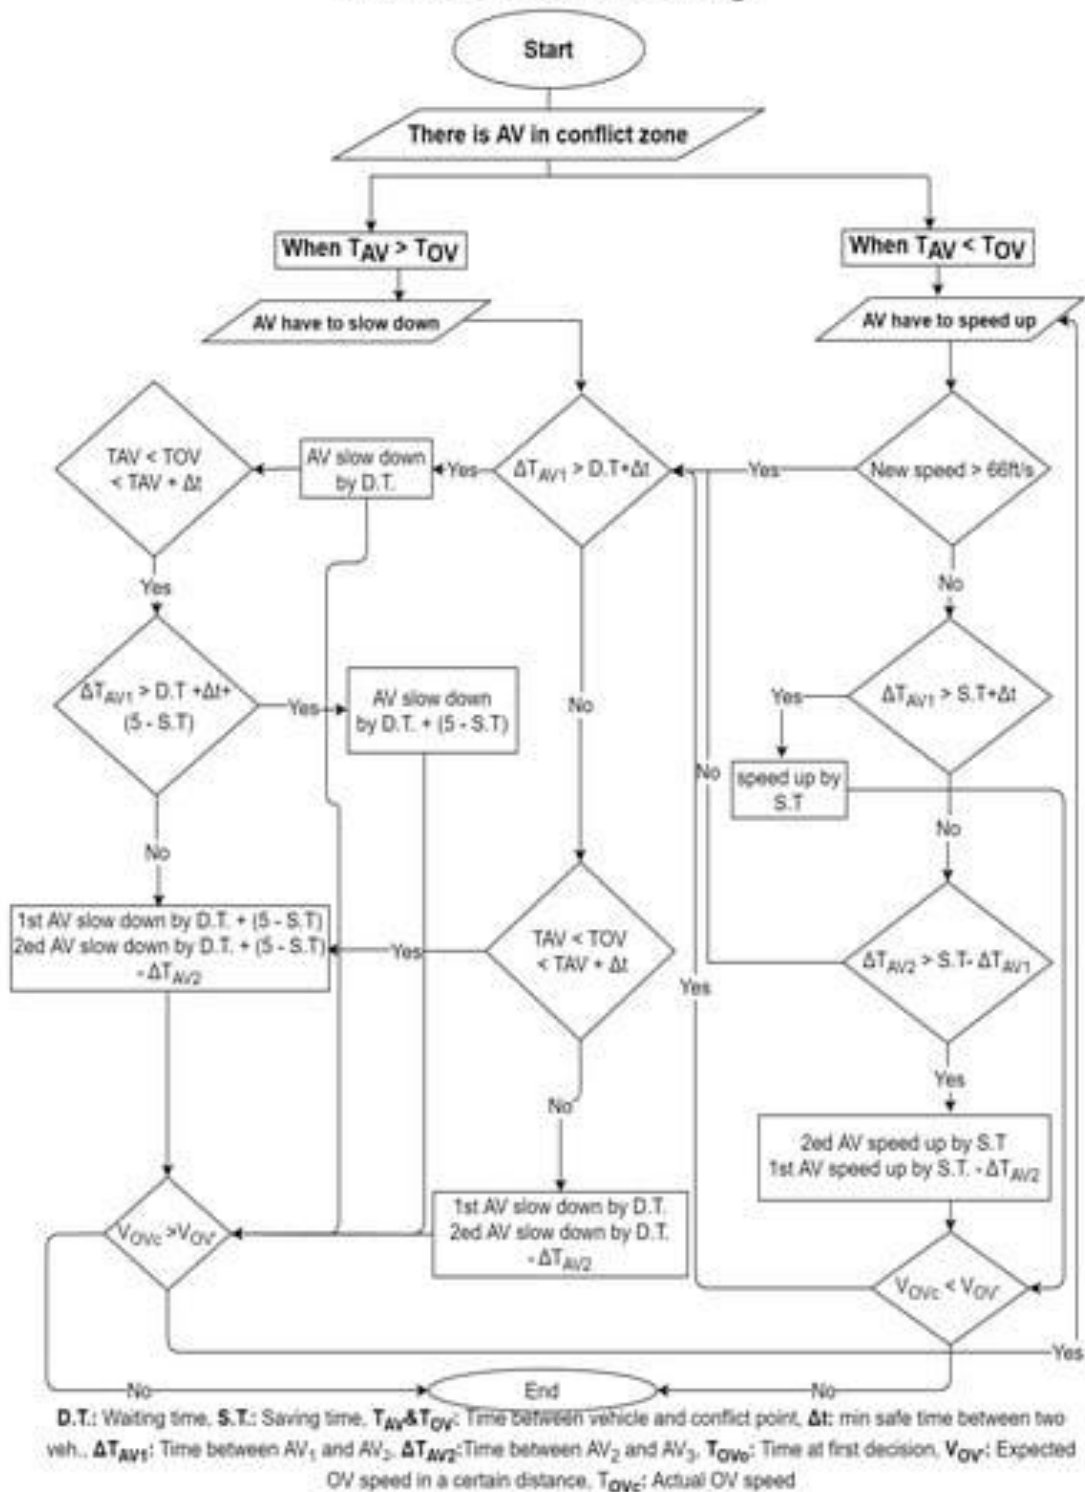 Start
There is AV in conflict zone
When TAV > TOV
When TAV < TOV
AV have to slow down
AV have to speed up
TAV < TOV
< TAV + Δt
AV slow down
by D.T.
Yes
ΔTAV1 > D.T+Δt
Yes
New speed > 66ft/s
Yes
No
ΔTAV1 > D.T +Δt+
(5 - S.T)
Yes
AV slow down
by D.T. + (5 - S.T)
No
Yes
ΔTAV1 > S.T+Δt
No
speed up by
S.T
No
No
1st AV slow down by D.T. + (5 - S.T)
2ed AV slow down by D.T. + (5 - S.T)
- ΔTAV2
Yes
TAV < TOV
< TAV + Δt
Yes
ΔTAV2 > S.T- ΔTAV1
Yes
No
2ed AV speed up by S.T
1st AV speed up by S.T. - ΔTAV2
VOVc >VOV'
1st AV slow down by D.T.
2ed AV slow down by D.T.
- ΔTAV2
VOVc < VOV'
Yes
No
End
No
D.T.: Waiting time, S.T.: Saving time, TAV&TOV: Time between vehicle and conflict point, Δt: min safe time between two
veh., ΔTAV1: Time between AV1 and AV2, ΔTAV2:Time between AV2 and AV3, TOVo: Time at first decision, VOV': Expected
OV speed in a certain distance, TOVc: Actual OV speed